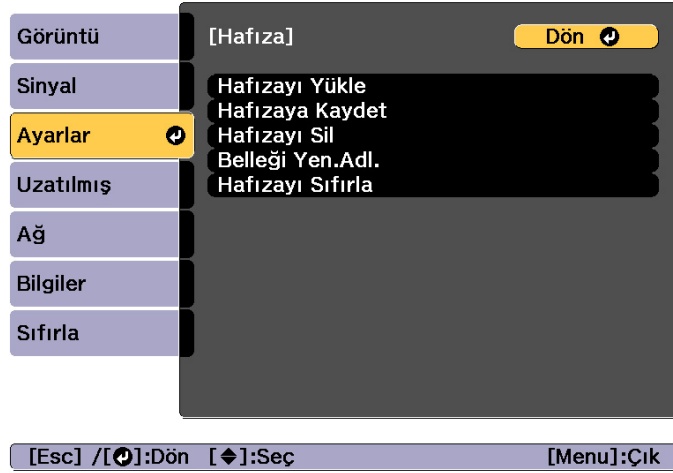 Görüntü
Sinyal
Ayarlar
Uzatılmış
Ağ
Bilgiler
Sıfırla
[Hafıza]
Dön
Hafızayı Yükle
Hafızaya Kaydet
Hafızayı Sil
Belleği Yen.Adl.
Hafızayı Sıfırla
[Esc] /[ ]:Dön [ ]:Seç [Menu]:Çık